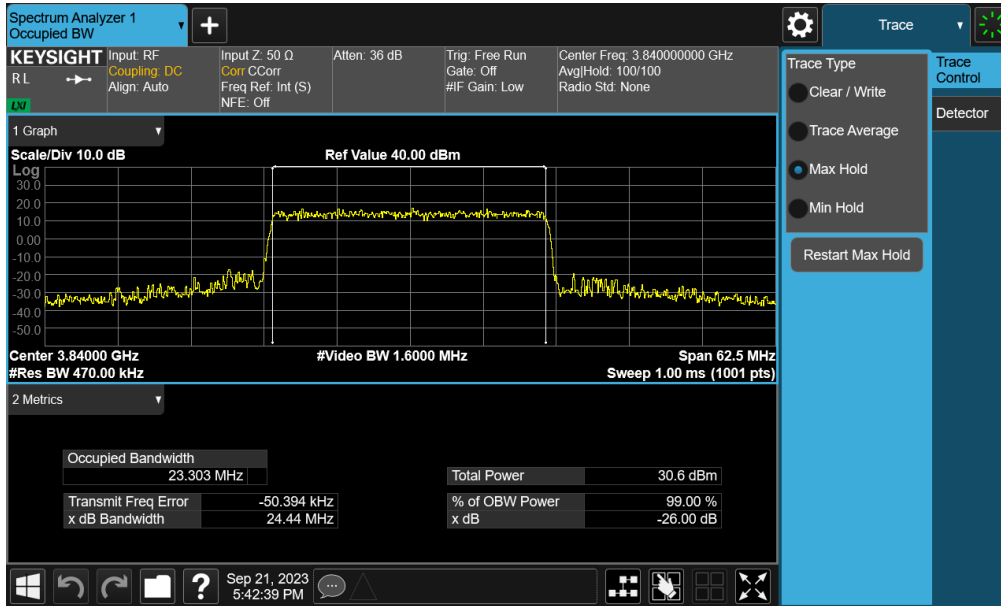 Spectrum Analyzer 1
Occupied BW
+
Trace
KEYSIGHT
RL
LXI
Input: RF
Coupling: DC
Align: Auto
Input Z: 50 Ω
Corr CCorr
Freq Ref: Int (S)
NFE: Off
Atten: 36 dB
Trig: Free Run
Gate: Off
#IF Gain: Low
Center Freq: 3.840000000 GHz
Avg|Hold: 100/100
Radio Std: None
1 Graph
Scale/Div 10.0 dB
Ref Value 40.00 dBm
Log
30.0
20.0
10.0
0.00
-10.0
-20.0
-30.0
-40.0
-50.0
Center 3.84000 GHz
#Video BW 1.6000 MHz
Span 62.5 MHz
#Res BW 470.00 kHz
Sweep 1.00 ms (1001 pts)
2 Metrics
Occupied Bandwidth
23.303 MHz
Total Power 30.6 dBm
Transmit Freq Error -50.394 kHz
% of OBW Power 99.00 %
x dB Bandwidth 24.44 MHz
x dB -26.00 dB
Trace Type
Clear / Write
Trace Average
Max Hold
Min Hold
Restart Max Hold
Trace
Control
Detector
?
Sep 21, 2023
5:42:39 PM